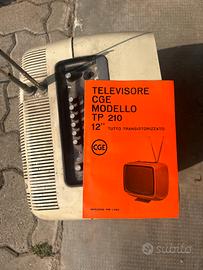 TELEVISORE
CGE
MODELLO
TP 210
12" TUTTO TRANSISTORIZZATO
CGE
subito